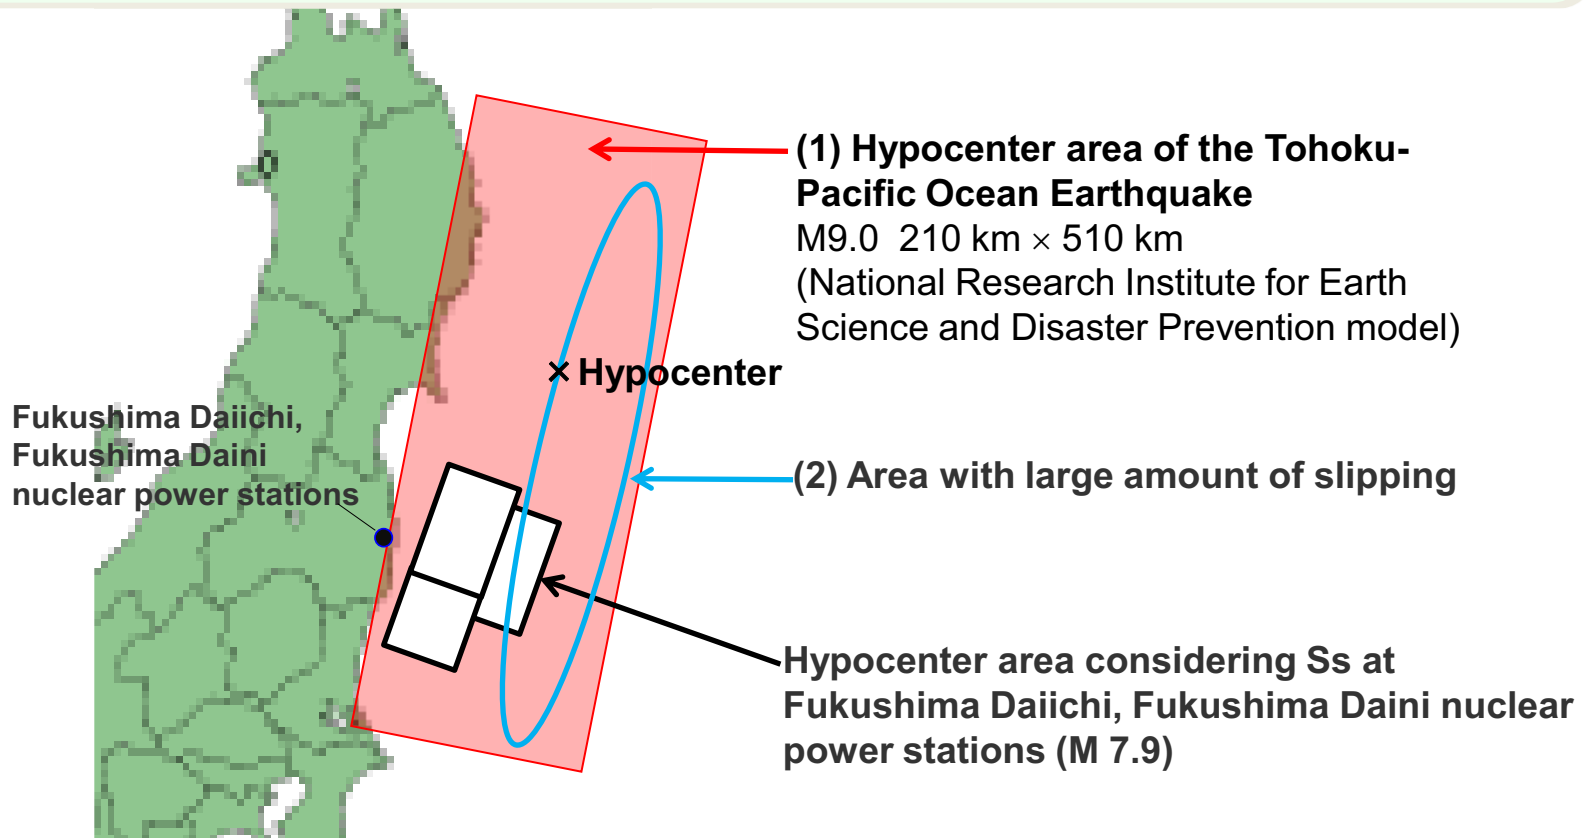 (1) Hypocenter area of the Tohoku-
Pacific Ocean Earthquake
M9.0 210 km × 510 km
(National Research Institute for Earth
Science and Disaster Prevention model)
Hypocenter
Fukushima Daiichi,
Fukushima Daini
nuclear power stations
(2) Area with large amount of slipping
Hypocenter area considering Ss at
Fukushima Daiichi, Fukushima Daini nuclear
power stations (M 7.9)